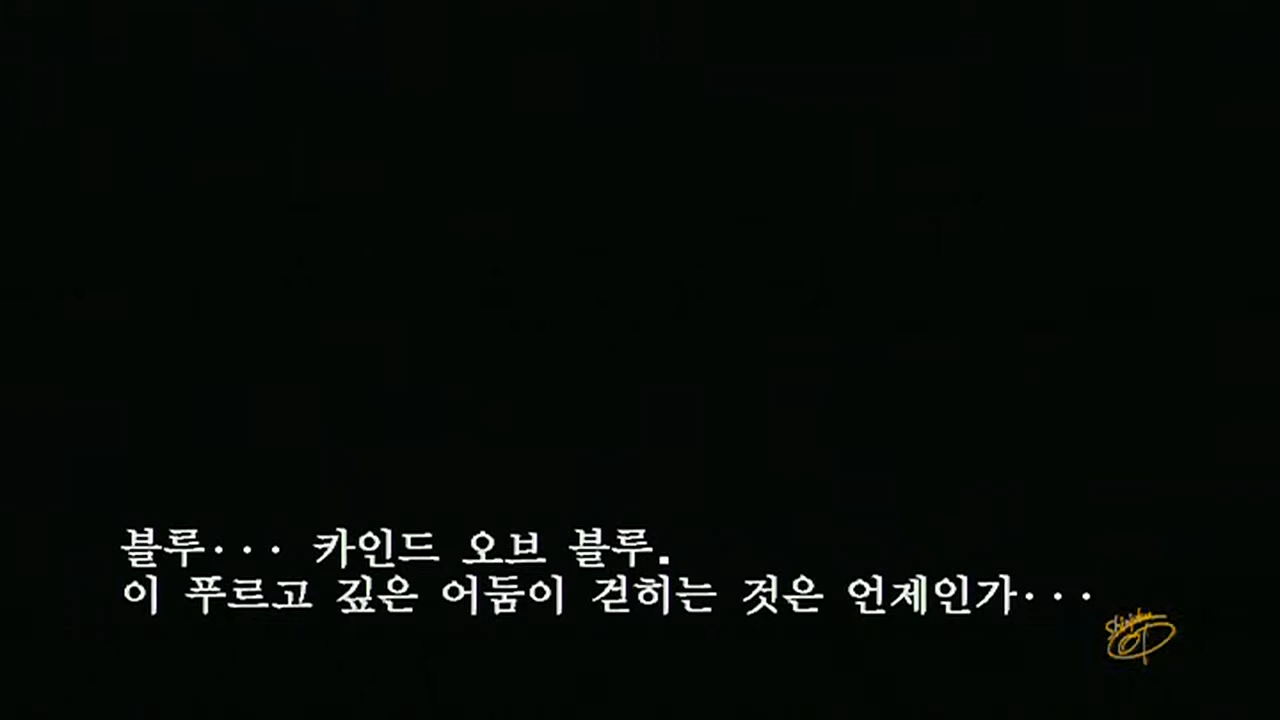 블루··· 카인드 오브 블루.
이 푸르고 깊은 어둠이 걷히는 것은 언제인가···